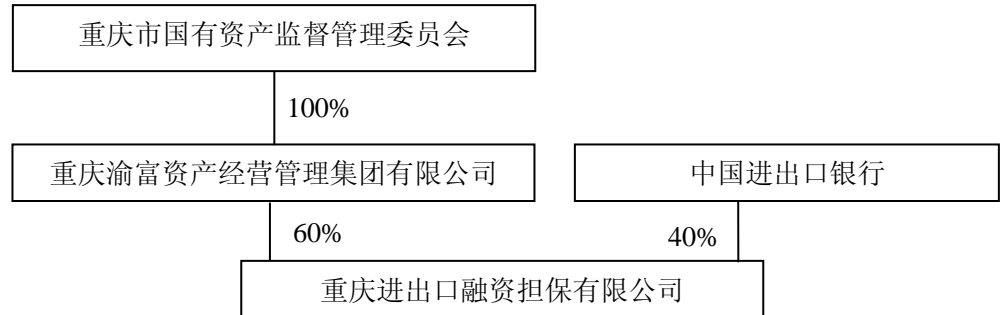 重庆市国有资产监督管理委员会
100%
重庆渝富资产经营管理集团有限公司
中国进出口银行
60%
40%
重庆进出口融资担保有限公司